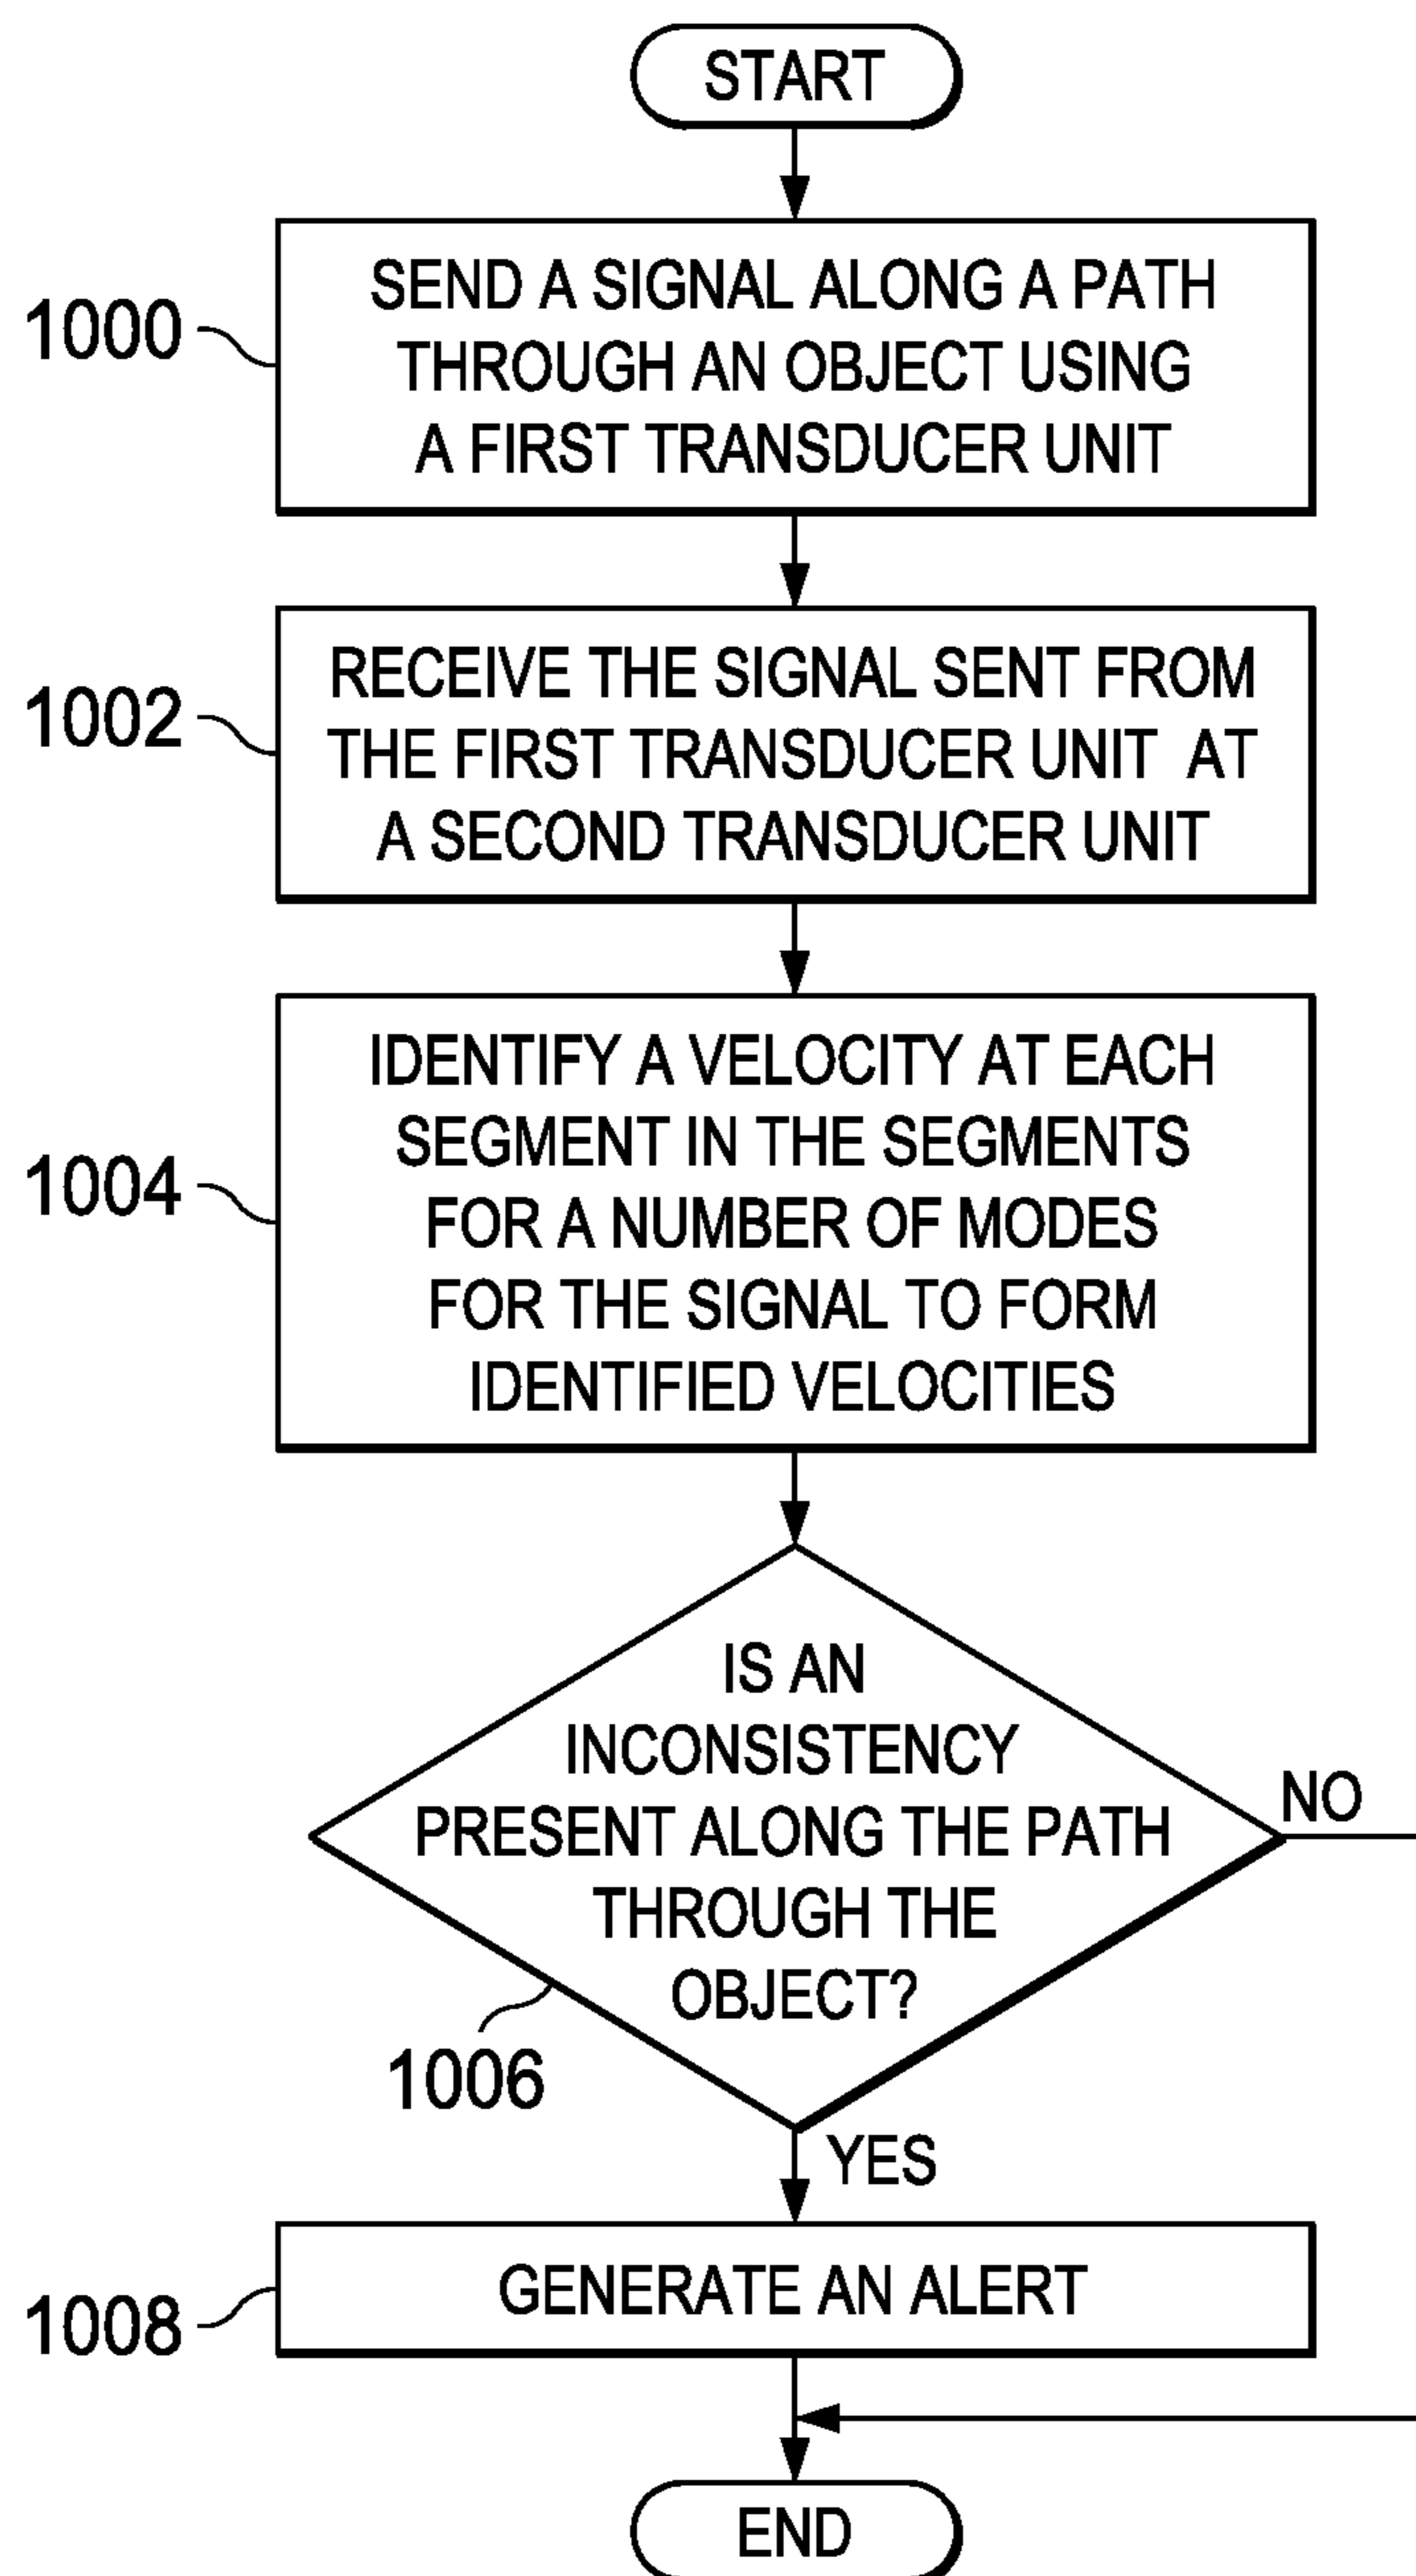 START
1000
SEND A SIGNAL ALONG A PATH
THROUGH AN OBJECT USING
A FIRST TRANSDUCER UNIT
1002
RECEIVE THE SIGNAL SENT FROM
THE FIRST TRANSDUCER UNIT AT
A SECOND TRANSDUCER UNIT
1004
IDENTIFY A VELOCITY AT EACH
SEGMENT IN THE SEGMENTS
FOR A NUMBER OF MODES
FOR THE SIGNAL TO FORM
IDENTIFIED VELOCITIES
IS AN
INCONSISTENCY
PRESENT ALONG THE PATH
THROUGH THE
OBJECT?
NO
1006
YES
1008
GENERATE AN ALERT
END